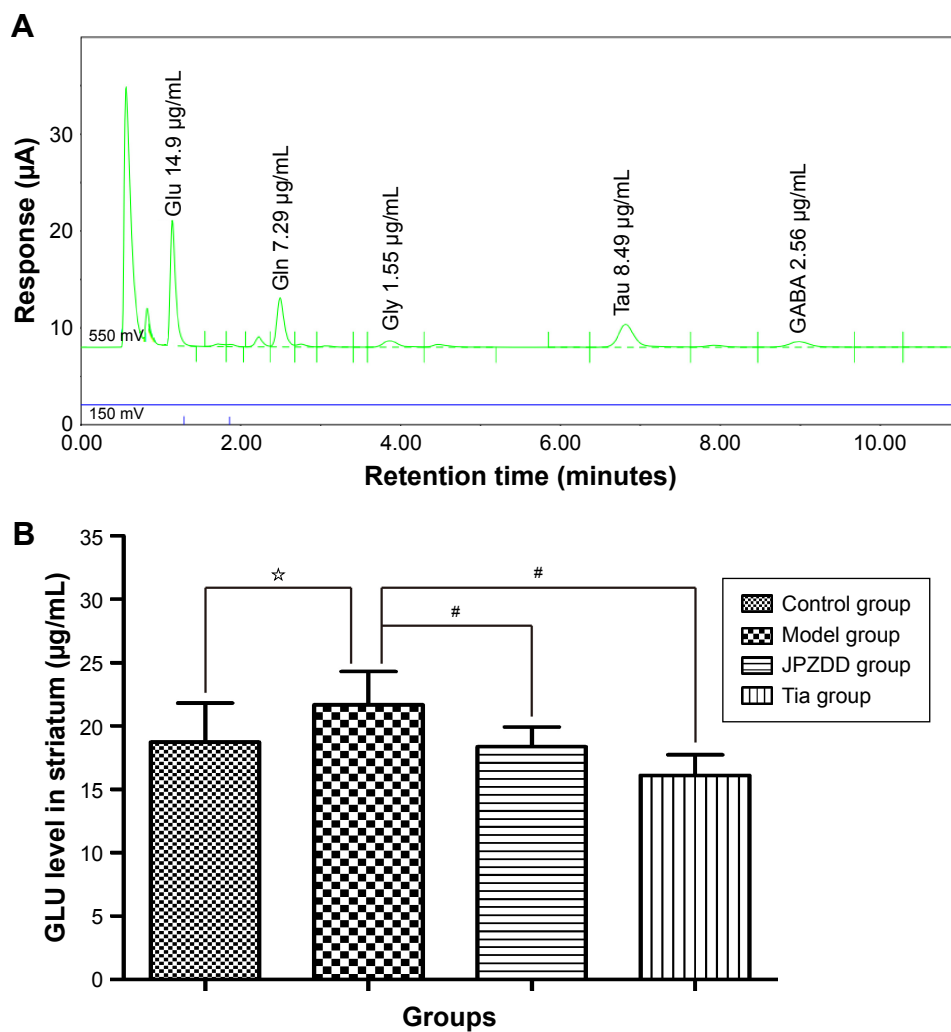 A
Response (µA)
30
20
10
0
550 mV
150 mV
Glu 14.9 µg/mL
Gln 7.29 µg/mL
Gly 1.55 µg/mL
Tau 8.49 µg/mL
GABA 2.56 µg/mL
0.00 2.00 4.00 6.00 8.00 10.00
Retention time (minutes)
B
GLU level in striatum (µg/mL)
35
30
25
20
15
10
5
0
☆
#
#
Control group
Model group
JPZDD group
Tia group
Groups